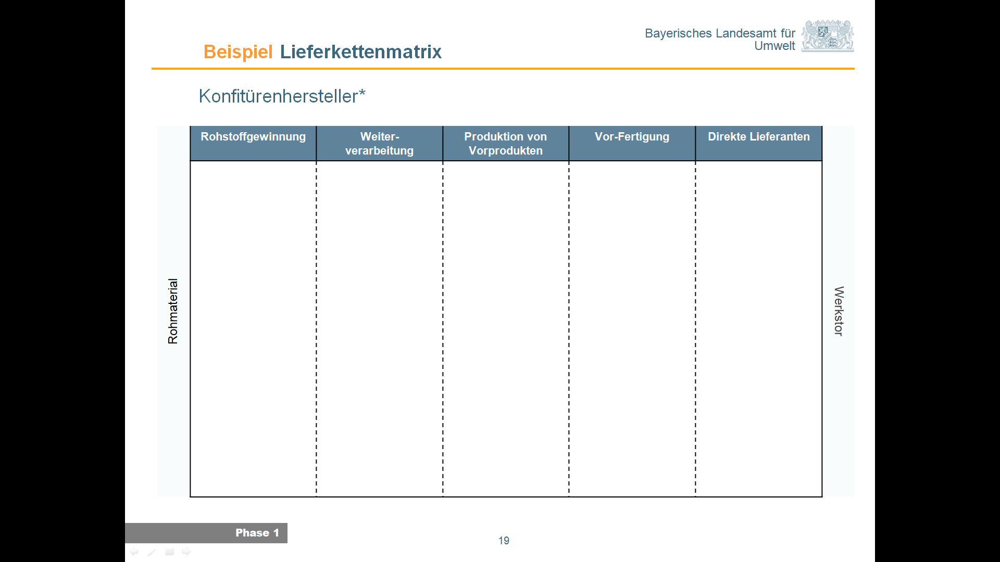 Bayerisches Landesamt für
Umwelt
Beispiel Lieferkettenmatrix
Konfitürenhersteller*
Rohstoffgewinnung
Weiter-
verarbeitung
Produktion von
Vorprodukten
Vor-Fertigung
Direkte Lieferanten
Rohmaterial
Werkstor
Phase 1
19